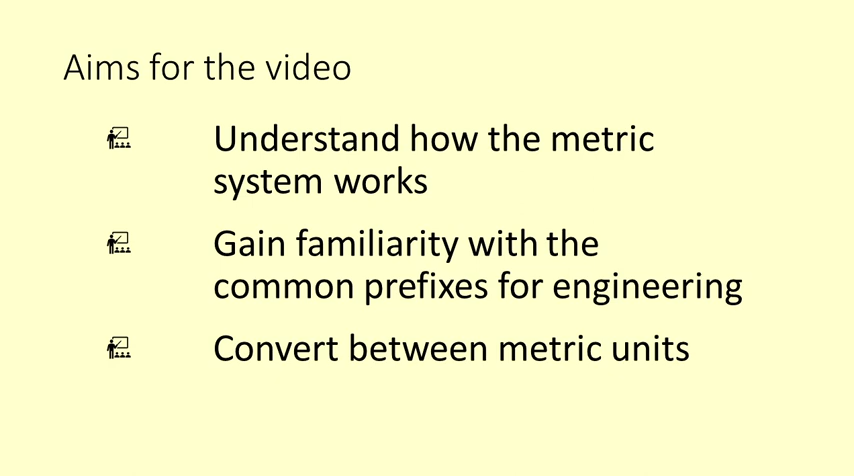 Aims for the video
Understand how the metric
system works
Gain familiarity with the
common prefixes for engineering
Convert between metric units